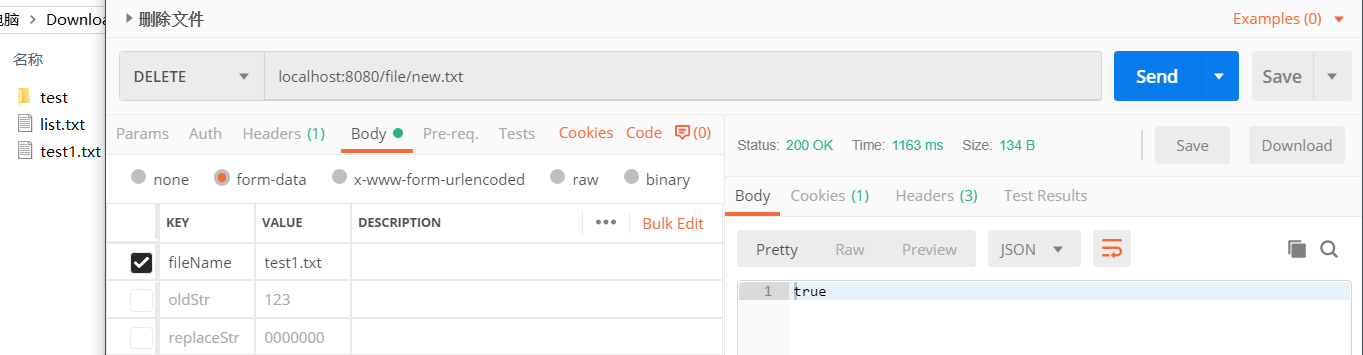 电脑 > Downloa
名称
test
list.txt
test1.txt
删除文件
Examples (0)
DELETE
localhost:8080/file/new.txt
Send
Save
Params
Auth
Headers (1)
Body
Pre-req.
Tests
Cookies
Code
(0)
none
form-data
x-www-form-urlencoded
raw
binary
KEY
VALUE
DESCRIPTION
•••
Bulk Edit
fileName
test1.txt
oldStr
123
replaceStr
0000000
Status: 200 OK
Time: 1163 ms
Size: 134 B
Save
Download
Body
Cookies (1)
Headers (3)
Test Results
Pretty
Raw
Preview
JSON
1
true